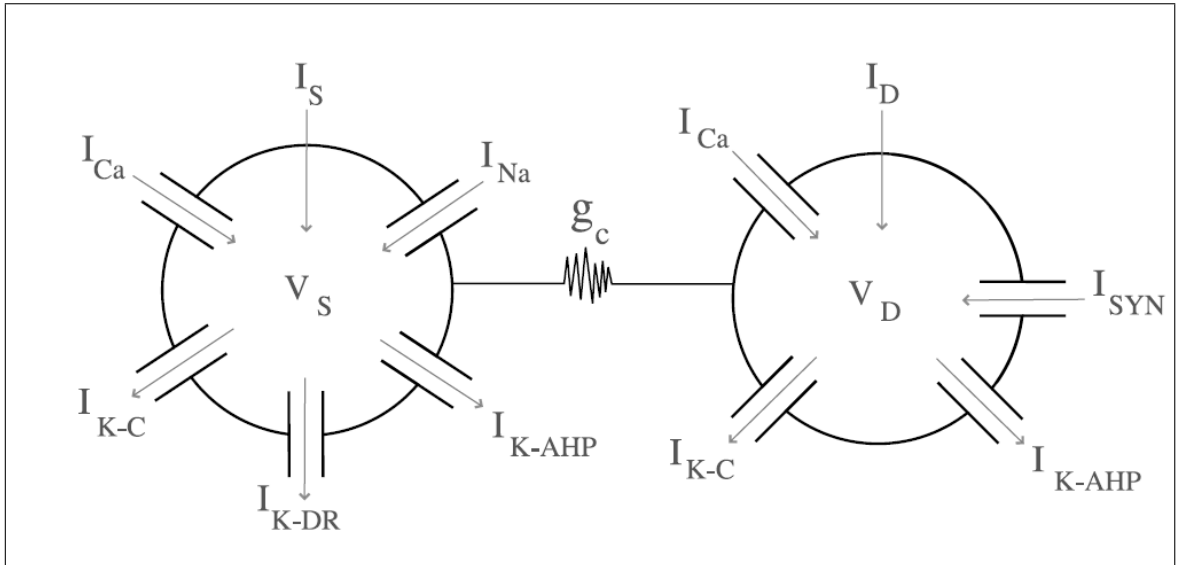 I_S
I_D
I_Ca
I_Na
I_Ca
g_c
V_S
V_D
I_SYN
I_K-C
I_K-AHP
I_K-C
I_K-AHP
I_K-DR